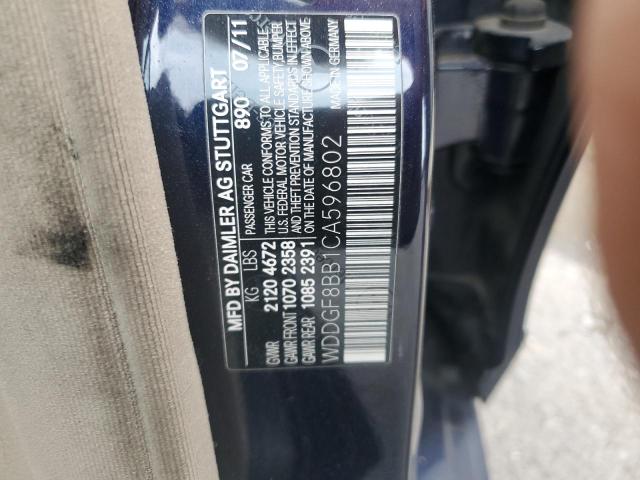 MFD BY DAIMLER AG STUTTGART
890 07/11
PASSENGER CAR
THIS VEHICLE CONFORMS TO ALL APPLICABLE
U.S. FEDERAL MOTOR VEHICLE SAFETY/BUMPER
AND THEFT PREVENTION STANDARDS IN EFFECT
ON THE DATE OF MANUFACTURE SHOWN ABOVE
MADE IN GERMANY
KG LBS
GVWR 2120 4672
GAWR FRONT 1070 2358
GAWR REAR 1085 2391
WDDGF8BB1CA596802